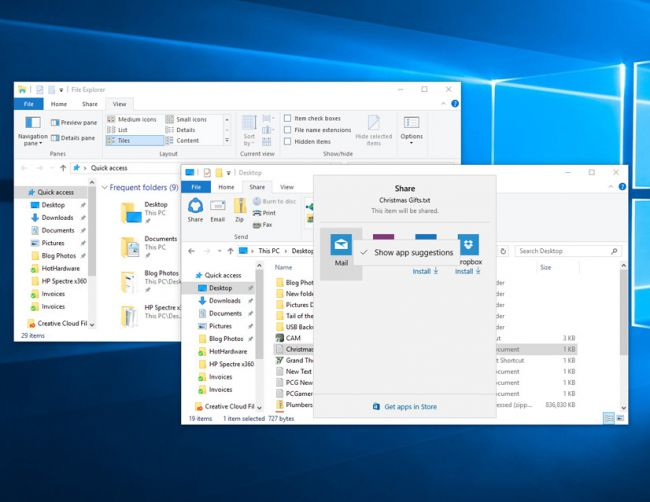 File Explorer
File Home Share View
Navigation pane
Preview pane
Details pane
Medium icons Small icons
List Details
Tiles Content
Sort by
Item check boxes
File name extensions
Hidden items
Hide selected items
Options
Panes Layout Current view Show/hide
Quick access
Quick access
Desktop
Downloads
Documents
Pictures
Blog Photos
HotHardware
HP Spectre x360
Invoices
Invoices
Creative Cloud Fil
29 items
Frequent folders (9)
Desktop
This PC
Documents
This PC
Blog Photos
This PC\Desk
HP Spectre x
This PC\Des
Desktop
File Home Share View
Share
Email
Zip
Burn to disc
Print
Fax
Send
This PC Desktop
Search Desktop
Quick access
Desktop
Downloads
Documents
Pictures
Blog Photos
HotHardware
HP Spectre x360
Invoices
Invoices
Creative Cloud Fil
Name Size
Blog Pho
New folde
Pictures D
Tail of the
USB Back
CAM 3 KB
Christmas ocument 1 KB
Grand The t Shortcut 1 KB
New Text ocument 1 KB
PCG New ocument 1 KB
PCGamer ocument 1 KB
Plumbers essed (zipp... 836,830 KB
19 items 1 item selected 727 bytes
Share
Christmas Gifts.txt
This item will be shared.
Mail
Show app suggestions
ropbox
Install Install
Get apps in Store